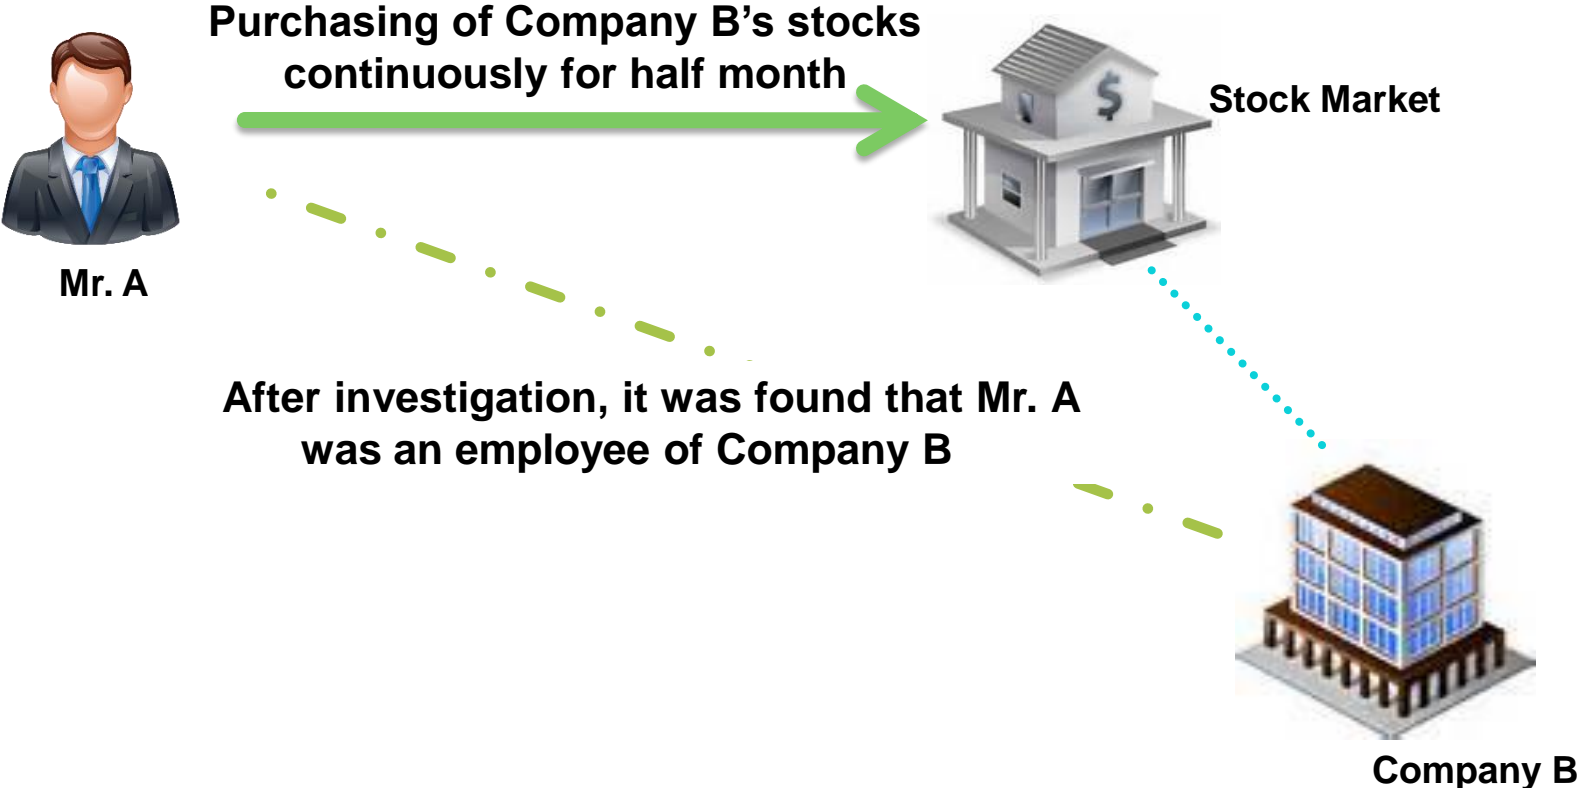 Purchasing of Company B’s stocks
continuously for half month
Stock Market
$
Mr. A
After investigation, it was found that Mr. A
was an employee of Company B
Company B